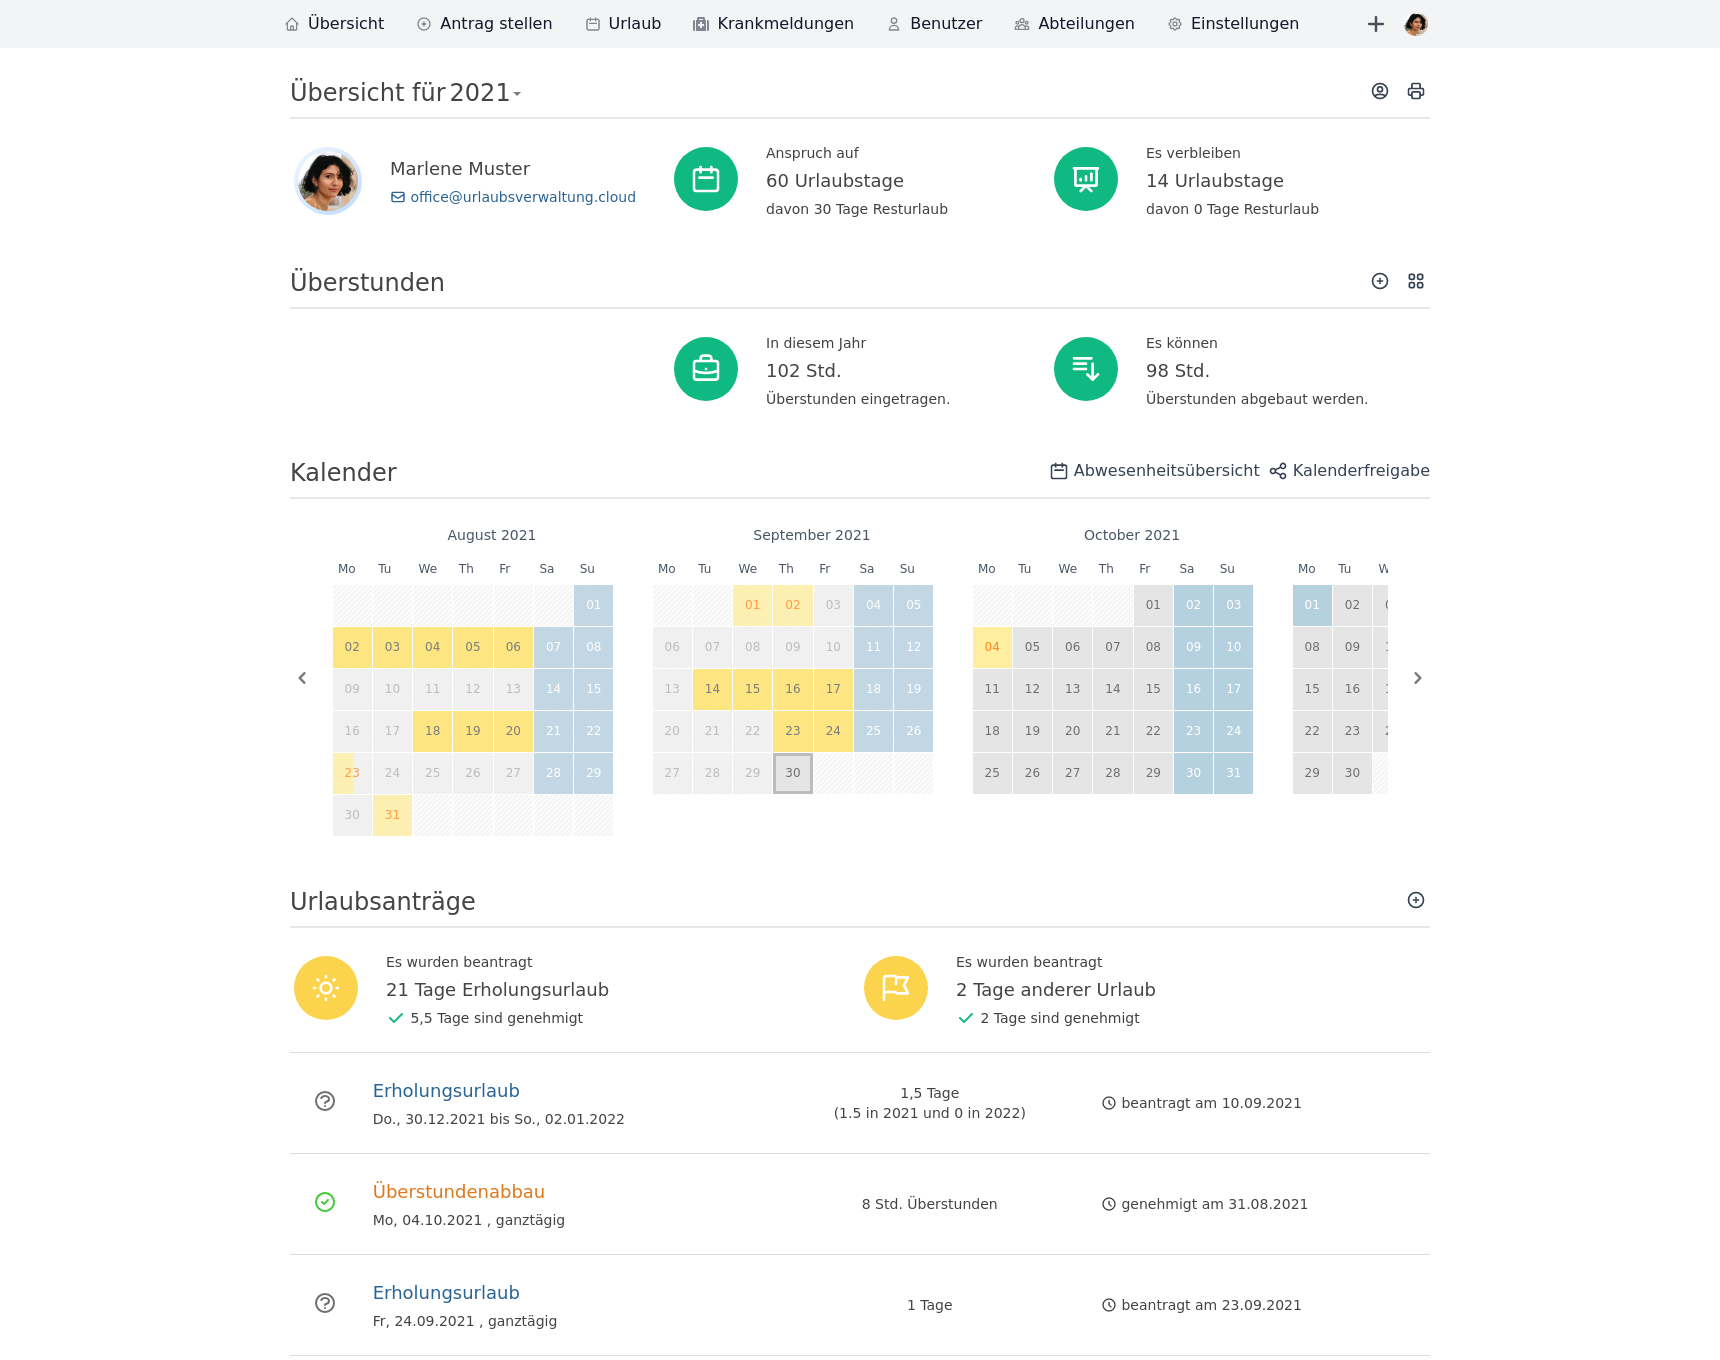 Übersicht Antrag stellen Urlaub Krankmeldungen Benutzer Abteilungen Einstellungen
Übersicht für 2021
Marlene Muster
office@urlaubsverwaltung.cloud
Anspruch auf
60 Urlaubstage
davon 30 Tage Resturlaub
Es verbleiben
14 Urlaubstage
davon 0 Tage Resturlaub
Überstunden
In diesem Jahr
102 Std.
Überstunden eingetragen.
Es können
98 Std.
Überstunden abgebaut werden.
Kalender
Abwesenheitsübersicht Kalenderfreigabe
August 2021
Mo Tu We Th Fr Sa Su
01
02 03 04 05 06 07 08
09 10 11 12 13 14 15
16 17 18 19 20 21 22
23 24 25 26 27 28 29
30 31
September 2021
Mo Tu We Th Fr Sa Su
01 02 03 04 05
06 07 08 09 10 11 12
13 14 15 16 17 18 19
20 21 22 23 24 25 26
27 28 29 30
October 2021
Mo Tu We Th Fr Sa Su
01 02 03
04 05 06 07 08 09 10
11 12 13 14 15 16 17
18 19 20 21 22 23 24
25 26 27 28 29 30 31
Mo Tu
01 02
08 09
15 16
22 23
29 30
Urlaubsanträge
Es wurden beantragt
21 Tage Erholungsurlaub
5,5 Tage sind genehmigt
Es wurden beantragt
2 Tage anderer Urlaub
2 Tage sind genehmigt
Erholungsurlaub
Do., 30.12.2021 bis So., 02.01.2022
1,5 Tage
(1.5 in 2021 und 0 in 2022)
beantragt am 10.09.2021
Überstundenabbau
Mo, 04.10.2021 , ganztägig
8 Std. Überstunden
genehmigt am 31.08.2021
Erholungsurlaub
Fr, 24.09.2021 , ganztägig
1 Tage
beantragt am 23.09.2021